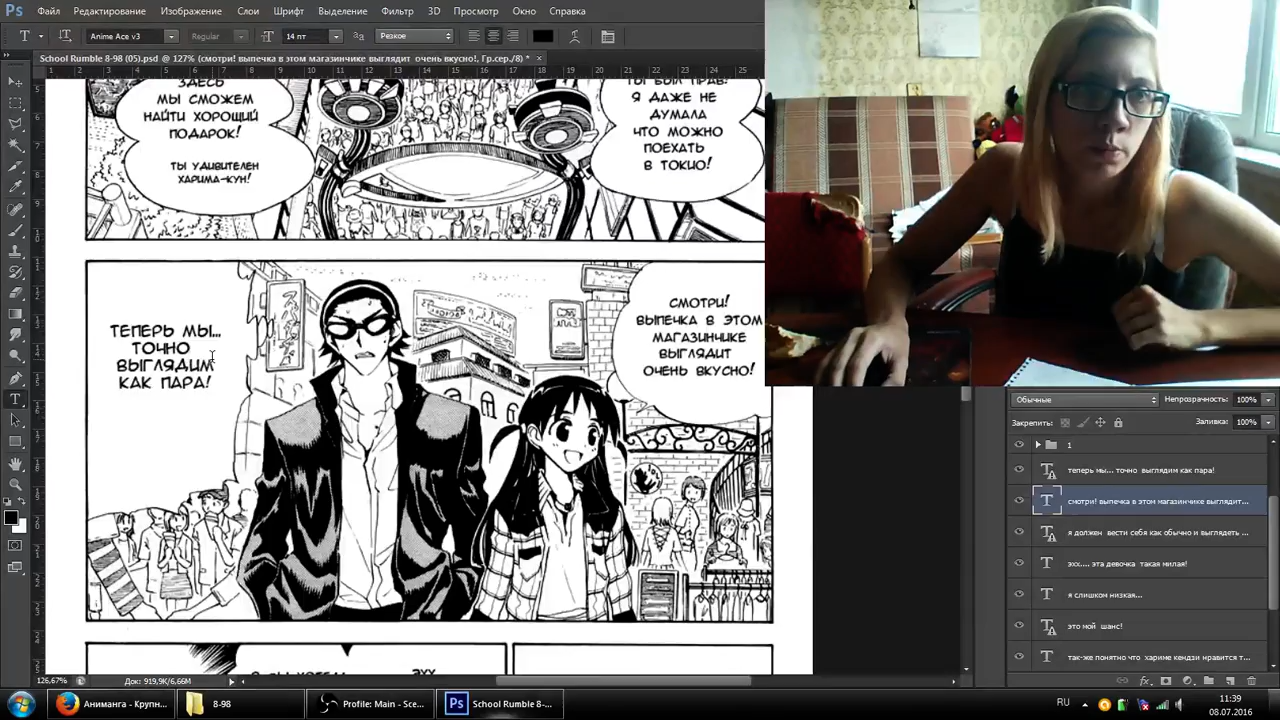 Ps Файл Редактирование Изображение Слои Шрифт Выделение Фильтр 3D Просмотр Окно Справка
T Anime Ace v3 Regular 14 пт Резкое
School Rumble 8-98 (05).psd @ 127% (смотри! выпечка в этом магазинчике выглядит очень вкусно!, Гр.сер./8) *
ЗДЕСЬ
МЫ СМОЖЕМ
НАЙТИ ХОРОШИЙ
ПОДАРОК!
ТЫ УДИВИТЕЛЕН
ХАРИМА-КУН!
ТЫ БЫЛ ПРАВ!
Я ДАЖЕ НЕ
ДУМАЛА
ЧТО МОЖНО
ПОЕХАТЬ
В ТОКИО!
ТЕПЕРЬ МЫ...
ТОЧНО
ВЫГЛЯДИМ
КАК ПАРА!
СМОТРИ!
ВЫПЕЧКА В ЭТОМ
МАГАЗИНЧИКЕ
ВЫГЛЯДИТ
ОЧЕНЬ ВКУСНО!
ЭХХ
Обычные Непрозрачность: 100%
Закрепить: Заливка: 100%
1
теперь мы... точно выглядим как пара!
смотри! выпечка в этом магазинчике выглядит...
я должен вести себя как обычно и выглядеть ...
эхх.... эта девочка такая милая!
я слишком низкая...
это мой шанс!
так-же понятно что хариме кендзи нравится т...
126,67% Док: 919,9K/6,66M
Аниманга - Крупн... 8-98 Profile: Main - Sce... School Rumble 8-... RU 11:39
08.07.2016